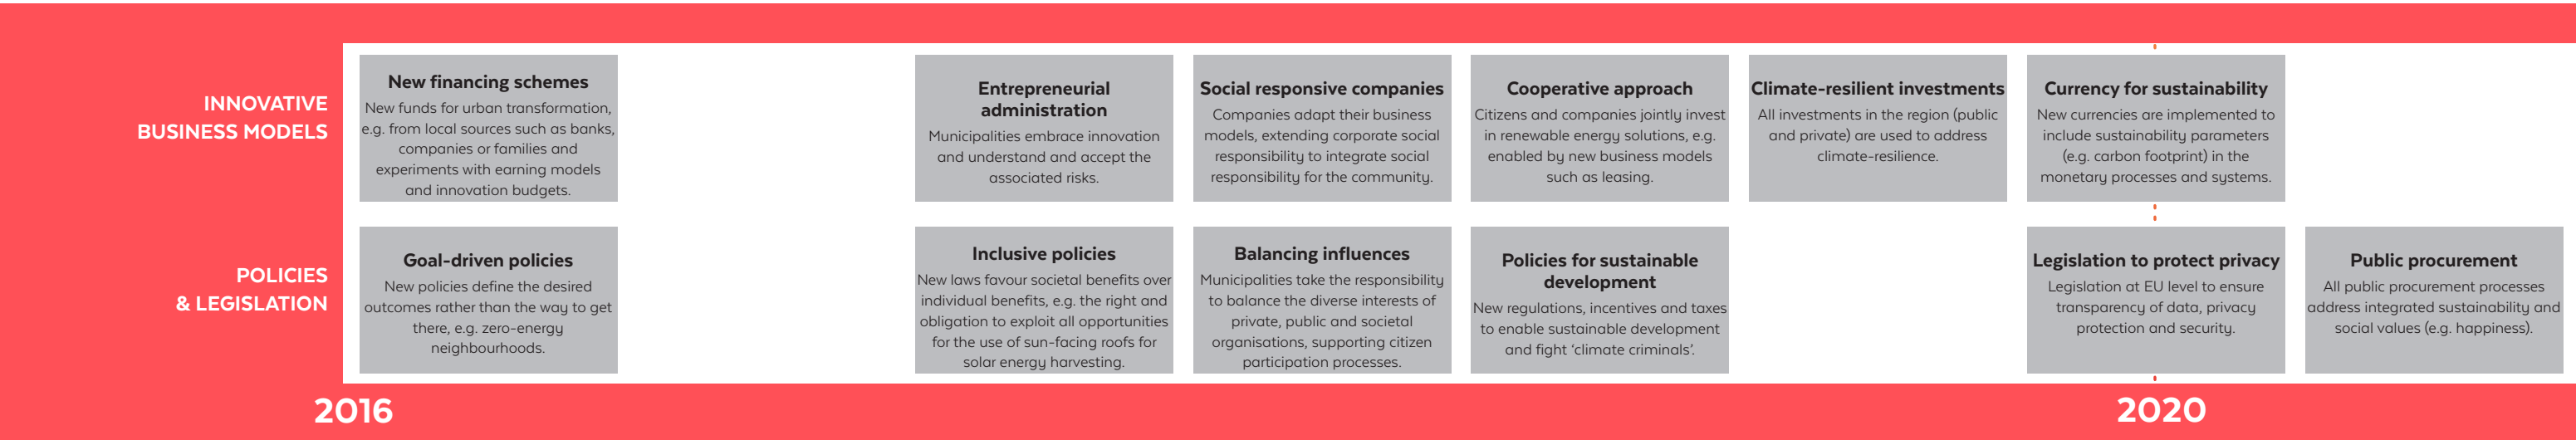 INNOVATIVE
BUSINESS MODELS
New financing schemes
New funds for urban transformation,
e.g. from local sources such as banks,
companies or families and
experiments with earning models
and innovation budgets.
Entrepreneurial
administration
Municipalities embrace innovation
and understand and accept the
associated risks.
Social responsive companies
Companies adapt their business
models, extending corporate social
responsibility to integrate social
responsibility for the community.
Cooperative approach
Citizens and companies jointly invest
in renewable energy solutions, e.g.
enabled by new business models
such as leasing.
Climate-resilient investments
All investments in the region (public
and private) are used to address
climate-resilience.
Currency for sustainability
New currencies are implemented to
include sustainability parameters
(e.g. carbon footprint) in the
monetary processes and systems.
POLICIES
& LEGISLATION
Goal-driven policies
New policies define the desired
outcomes rather than the way to get
there, e.g. zero-energy
neighbourhoods.
Inclusive policies
New laws favour societal benefits over
individual benefits, e.g. the right and
obligation to exploit all opportunities
for the use of sun-facing roofs for
solar energy harvesting.
Balancing influences
Municipalities take the responsibility
to balance the diverse interests of
private, public and societal
organisations, supporting citizen
participation processes.
Policies for sustainable
development
New regulations, incentives and taxes
to enable sustainable development
and fight ‘climate criminals’.
Legislation to protect privacy
Legislation at EU level to ensure
transparency of data, privacy
protection and security.
Public procurement
All public procurement processes
address integrated sustainability and
social values (e.g. happiness).
2016
2020